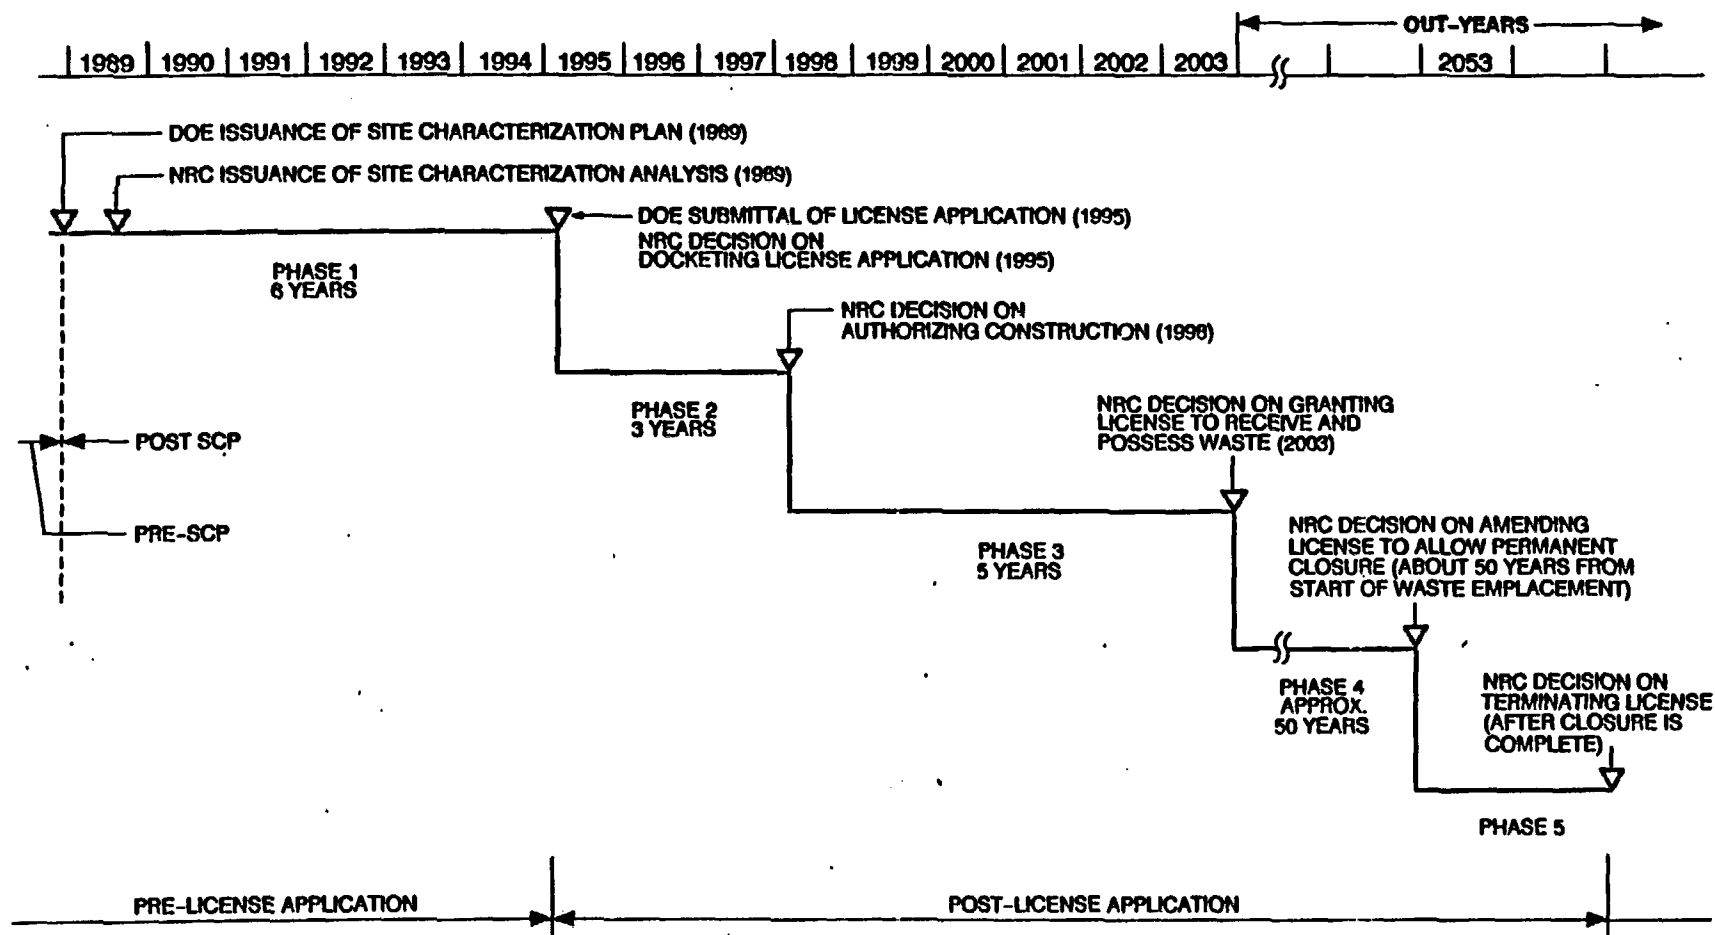 OUT-YEARS
1989 1990 1991 1992 1993 1994 1995 1996 1997 1998 1999 2000 2001 2002 2003 2053
DOE ISSUANCE OF SITE CHARACTERIZATION PLAN (1989)
NRC ISSUANCE OF SITE CHARACTERIZATION ANALYSIS (1989)
DOE SUBMITTAL OF LICENSE APPLICATION (1995)
NRC DECISION ON
DOCKETING LICENSE APPLICATION (1995)
PHASE 1
6 YEARS
NRC DECISION ON
AUTHORIZING CONSTRUCTION (1998)
PHASE 2
3 YEARS
NRC DECISION ON GRANTING
LICENSE TO RECEIVE AND
POSSESS WASTE (2003)
POST SCP
PRE-SCP
PHASE 3
5 YEARS
NRC DECISION ON AMENDING
LICENSE TO ALLOW PERMANENT
CLOSURE (ABOUT 50 YEARS FROM
START OF WASTE EMPLACEMENT)
PHASE 4
APPROX.
50 YEARS
NRC DECISION ON
TERMINATING LICENSE
(AFTER CLOSURE IS
COMPLETE)
PHASE 5
PRE-LICENSE APPLICATION
POST-LICENSE APPLICATION